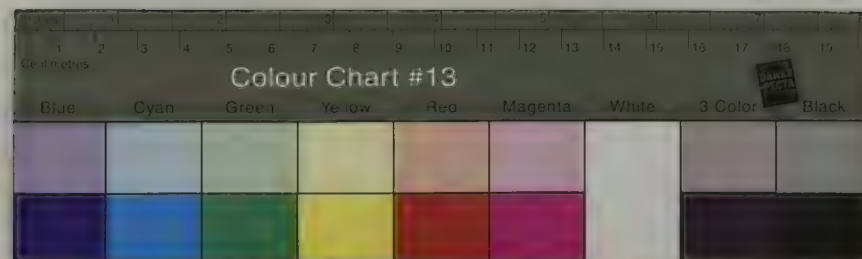 1 2 3 4 5 6
1 2 3 4 5 6 7 8 9 10 11 12 13 14 15 16 17 18 19
Centimetres
Colour Chart #13
Blue Cyan Green Yellow Red Magenta White 3 Color Black